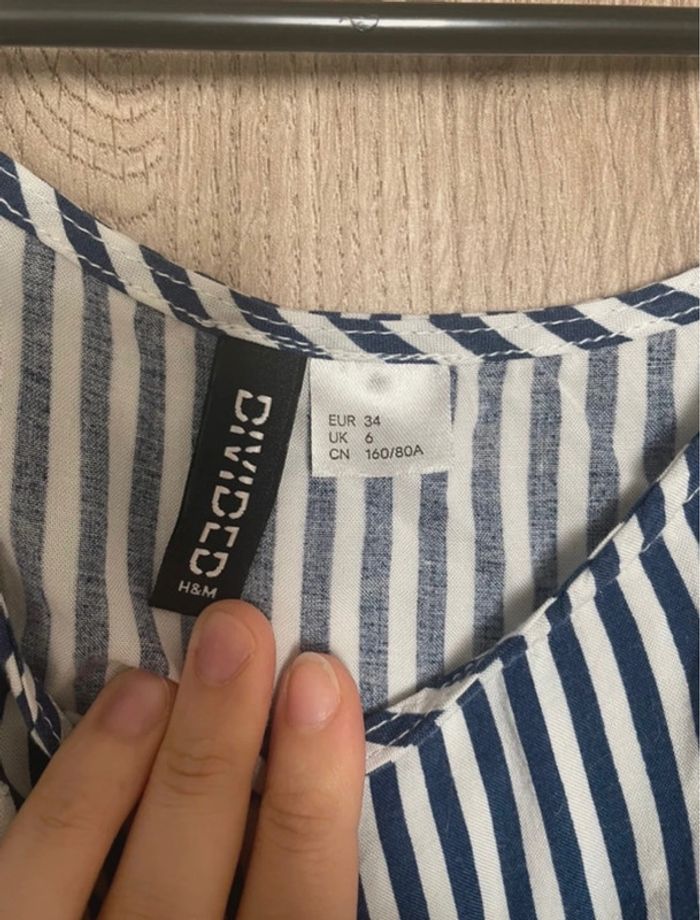 DIVIDED
H&M
EUR 34
UK 6
CN 160/80A